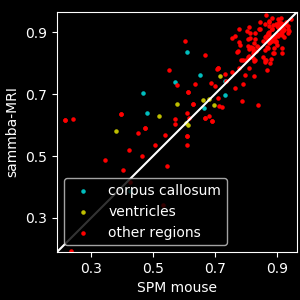 0.9
0.7
0.5
0.3
sammba-MRI
corpus callosum
ventricles
other regions
0.3 0.5 0.7 0.9
SPM mouse